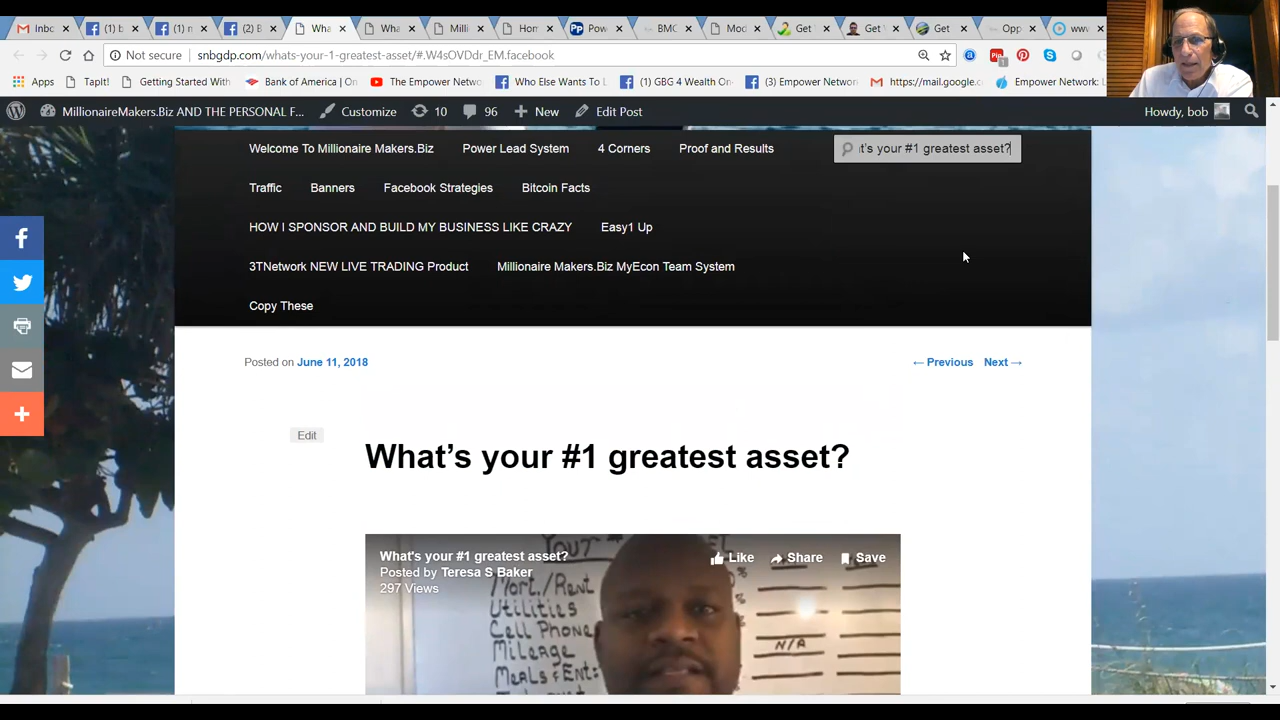 Inbo
(1) b
(1) n
(2) B
Wha
Wha
Milli
Hom
Pow
BMC
Mod
Get
Get
Get
Opp
www
Not secure snbgdp.com/whats-your-1-greatest-asset/#.W4sOVDdr_EM.facebook
Apps TapIt! Getting Started With Bank of America | On The Empower Netwo Who Else Wants To L (1) GBG 4 Wealth On (3) Empower Networ https://mail.google.c Empower Network:
MillionaireMakers.Biz AND THE PERSONAL F... Customize 10 96 New Edit Post Howdy, bob
Welcome To Millionaire Makers.Biz Power Lead System 4 Corners Proof and Results
t's your #1 greatest asset?
Traffic Banners Facebook Strategies Bitcoin Facts
HOW I SPONSOR AND BUILD MY BUSINESS LIKE CRAZY Easy1 Up
3TNetwork NEW LIVE TRADING Product Millionaire Makers.Biz MyEcon Team System
Copy These
Posted on June 11, 2018 ← Previous Next →
Edit
What’s your #1 greatest asset?
What's your #1 greatest asset? Like Share Save
Posted by Teresa S Baker
297 Views
Mort./Rent
Utilities
Cell Phone
Mileage
Meals & Ent:
N/A